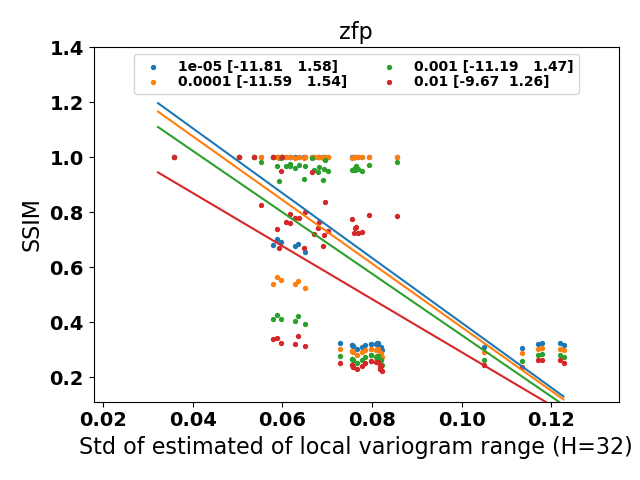 zfp
1.4
1e-05 [-11.81 1.58]
0.0001 [-11.59 1.54]
0.001 [-11.19 1.47]
0.01 [-9.67 1.26]
1.2
1.0
0.8
0.6
0.4
0.2
SSIM
0.02 0.04 0.06 0.08 0.10 0.12
Std of estimated of local variogram range (H=32)